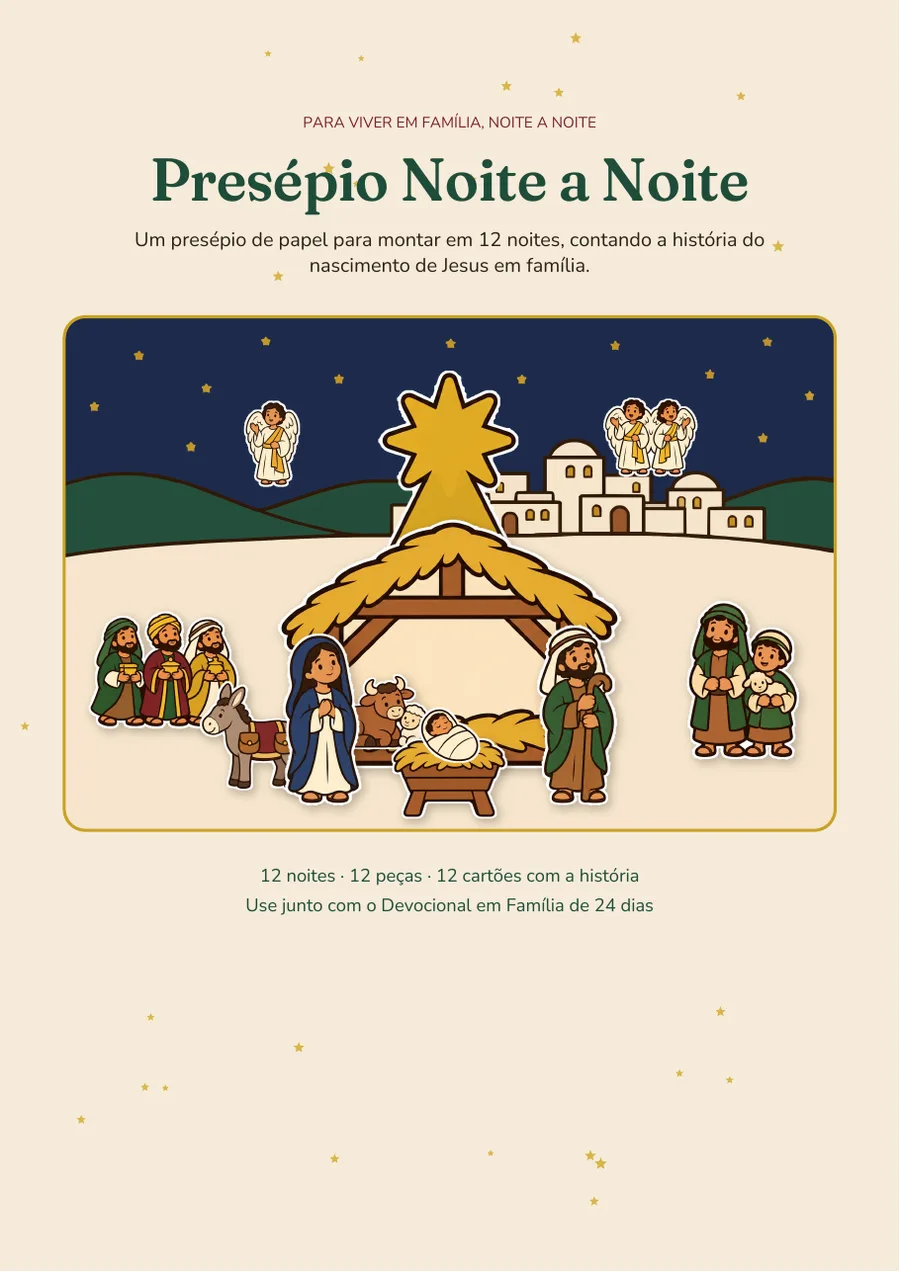 PARA VIVER EM FAMÍLIA, NOITE A NOITE
Presépio Noite a Noite
Um presépio de papel para montar em 12 noites, contando a história do
nascimento de Jesus em família.
12 noites · 12 peças · 12 cartões com a história
Use junto com o Devocional em Família de 24 dias